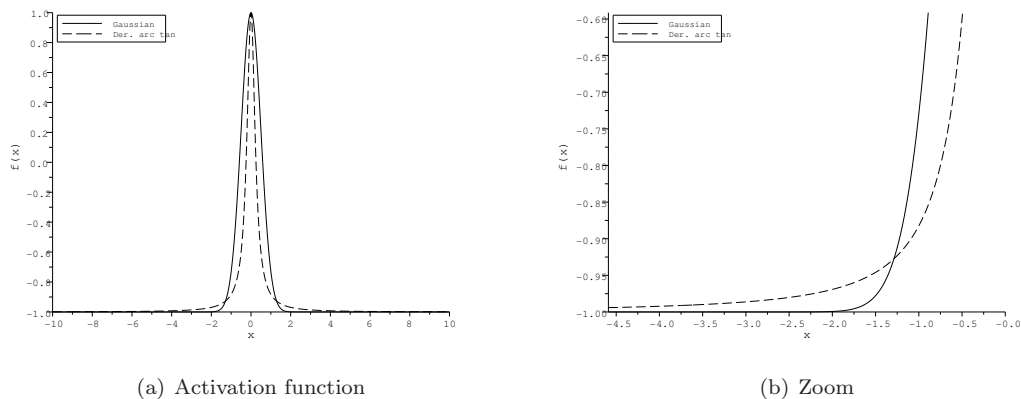 1.0
0.8
0.6
0.4
0.2
0.0
-0.2
-0.4
-0.6
-0.8
-1.0
f(x)
Gaussian
Der. arc tan
-10 -8 -6 -4 -2 0 2 4 6 8 10
x
(a) Activation function
-0.60
-0.65
-0.70
-0.75
-0.80
-0.85
-0.90
-0.95
-1.00
f(x)
Gaussian
Der. arc tan
-4.5 -4.0 -3.5 -3.0 -2.5 -2.0 -1.5 -1.0 -0.5 -0.0
x
(b) Zoom